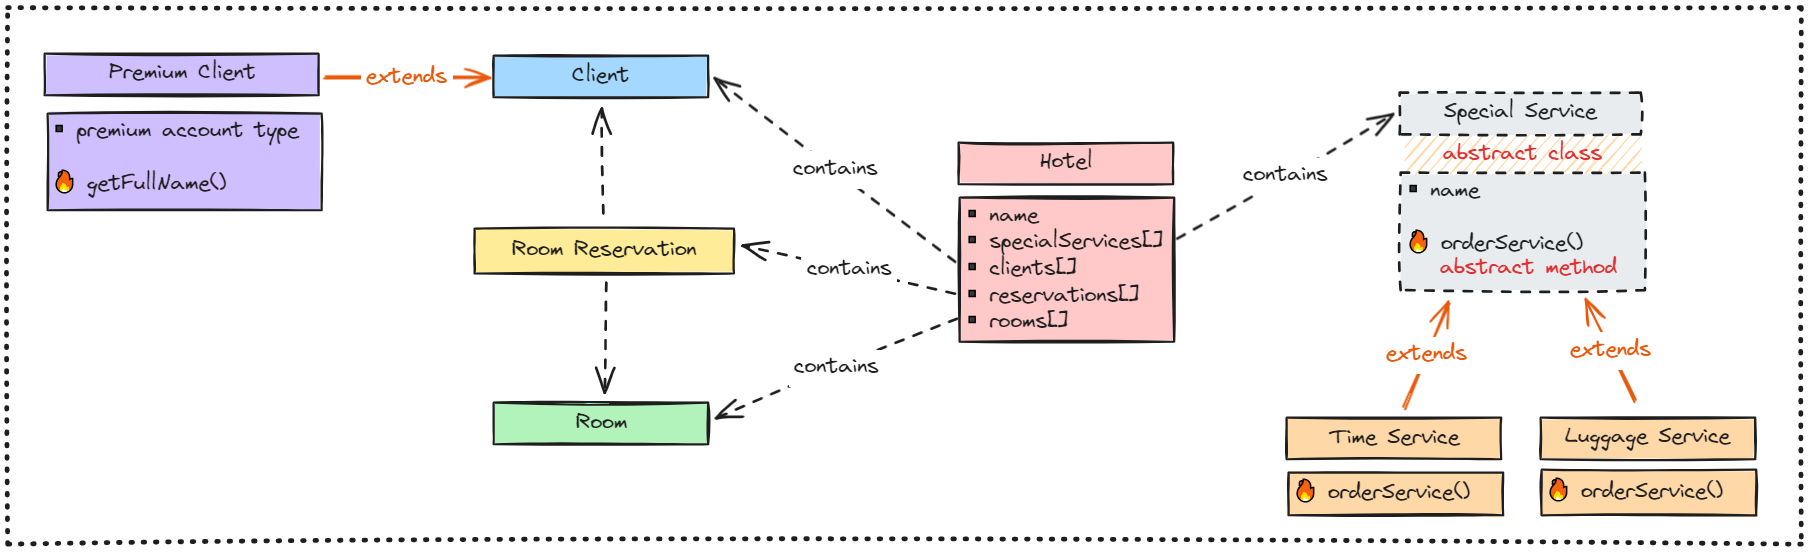 Premium Client
extends
Client
premium account type
getFullName()
contains
Hotel
name
specialServices[]
clients[]
reservations[]
rooms[]
Room Reservation
contains
contains
Room
contains
Special Service
abstract class
name
orderService()
abstract method
extends
extends
Time Service
Luggage Service
orderService()
orderService()